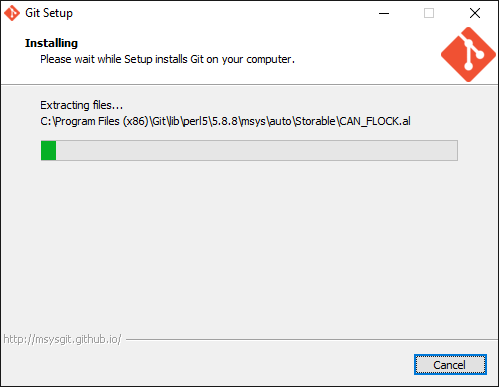 Git Setup
Installing
Please wait while Setup installs Git on your computer.
Extracting files...
C:\Program Files (x86)\Git\lib\perl5\5.8.8\msys\auto\Storable\CAN_FLOCK.al
http://msysgit.github.io/
Cancel